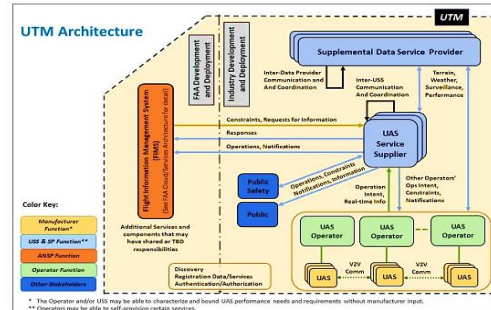 UTM Architecture
UTM
FAA Development
and Deployment
Industry Development
and Deployment
Supplemental Data Service Provider
Inter-Data Provider
Communication and
And Coordination
Inter-USS
Communication
And Coordination
Terrain,
Weather,
Surveillance,
Performance
Flight Information Management System
(FIMS)
(See FAA Cloud/Services Architecture for detail)
Constraints, Requests for Information
Responses
Operations, Notifications
UAS
Service
Supplier
Public
Safety
Public
Operations, Constraints
Notifications, Information
Operation
Intent,
Real-time Info
Other Operators'
Ops Intent,
Constraints,
Notifications
Color Key:
Manufacturer
Function*
USS & SP Function**
ANSP Function
Operator Function
Other Stakeholders
Additional Services and
components that may
have shared or TBD
responsibilities
UAS
Operator
UAS
Operator
UAS
Operator
V2V
Comm
V2V
Comm
UAS
UAS
UAS
Discovery
Registration Data/Services
Authentication/Authorization
* The Operator and/or USS may be able to characterize and bound UAS performance needs and requirements without manufacturer input.
** Operators may be able to self-provision certain services.